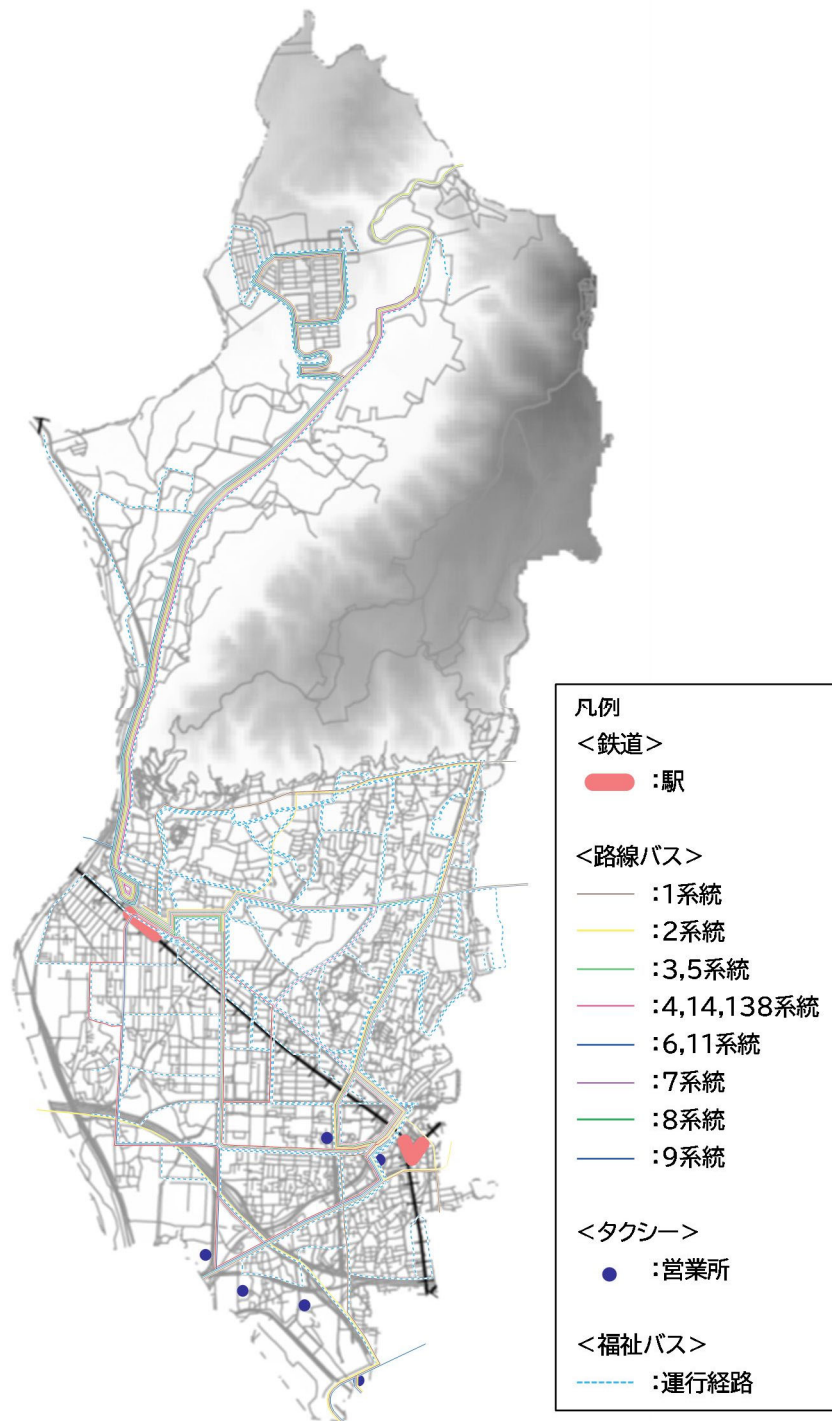 凡例
<鉄道>
:駅
<路線バス>
:1系統
:2系統
:3,5系統
:4,14,138系統
:6,11系統
:7系統
:8系統
:9系統
<タクシー>
:営業所
<福祉バス>
:運行経路